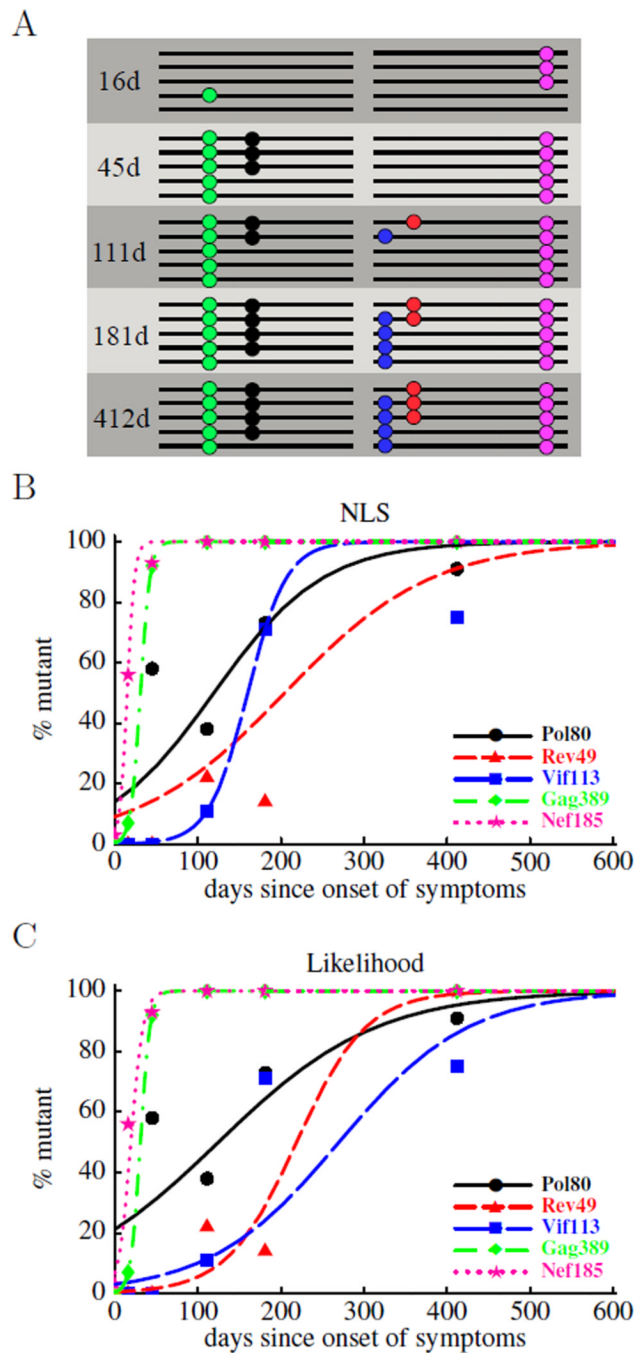 A
16d
45d
111d
181d
412d
B
NLS
100
80
60
40
20
0
% mutant
Pol80
Rev49
Vif113
Gag389
Nef185
0 100 200 300 400 500 600
days since onset of symptoms
C
Likelihood
100
80
60
40
20
0
% mutant
Pol80
Rev49
Vif113
Gag389
Nef185
0 100 200 300 400 500 600
days since onset of symptoms